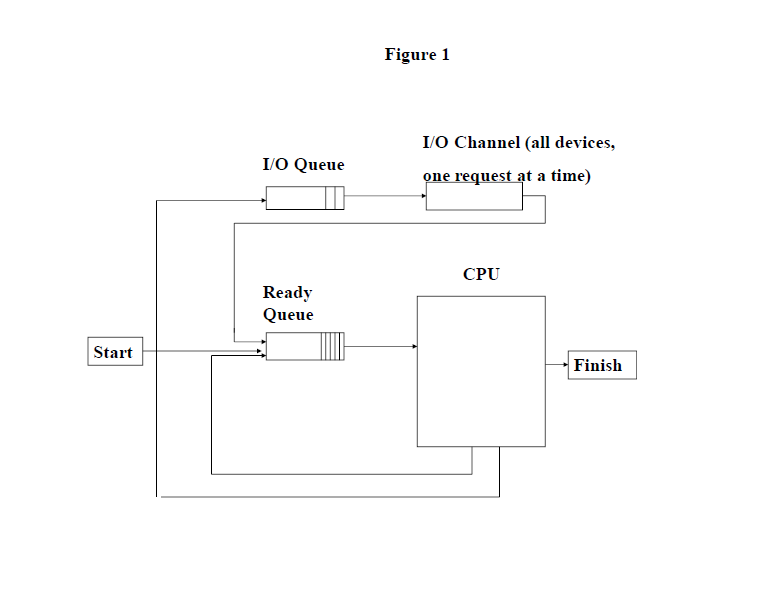 Figure 1
I/O Channel (all devices,
one request at a time)
I/O Queue
CPU
Ready
Queue
Start
Finish